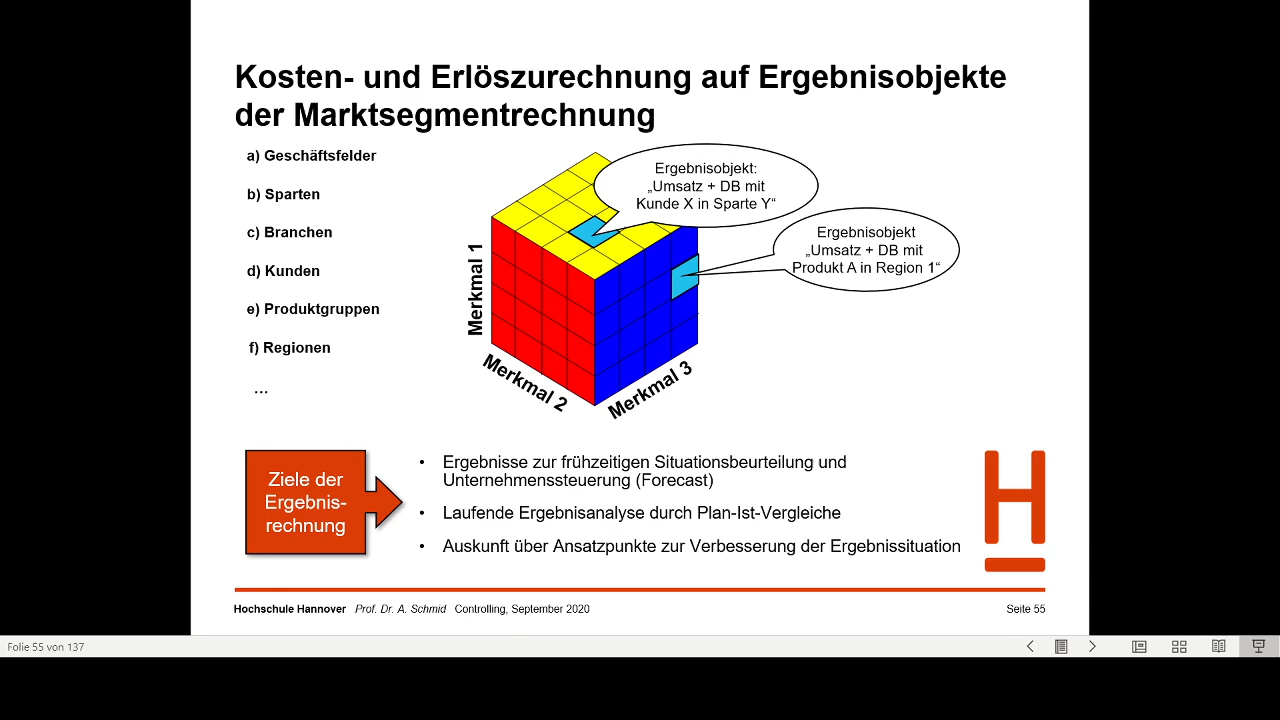 Kosten- und Erlöszurechnung auf Ergebnisobjekte
der Marktsegmentrechnung
a) Geschäftsfelder
b) Sparten
c) Branchen
d) Kunden
e) Produktgruppen
f) Regionen
...
Ergebnisobjekt:
„Umsatz + DB mit
Kunde X in Sparte Y“
Ergebnisobjekt
„Umsatz + DB mit
Produkt A in Region 1“
Merkmal 1
Merkmal 2
Merkmal 3
Ziele der
Ergebnis-
rechnung
• Ergebnisse zur frühzeitigen Situationsbeurteilung und
Unternehmenssteuerung (Forecast)
• Laufende Ergebnisanalyse durch Plan-Ist-Vergleiche
• Auskunft über Ansatzpunkte zur Verbesserung der Ergebnissituation
H
Hochschule Hannover Prof. Dr. A. Schmid Controlling, September 2020
Seite 55
Folie 55 von 137